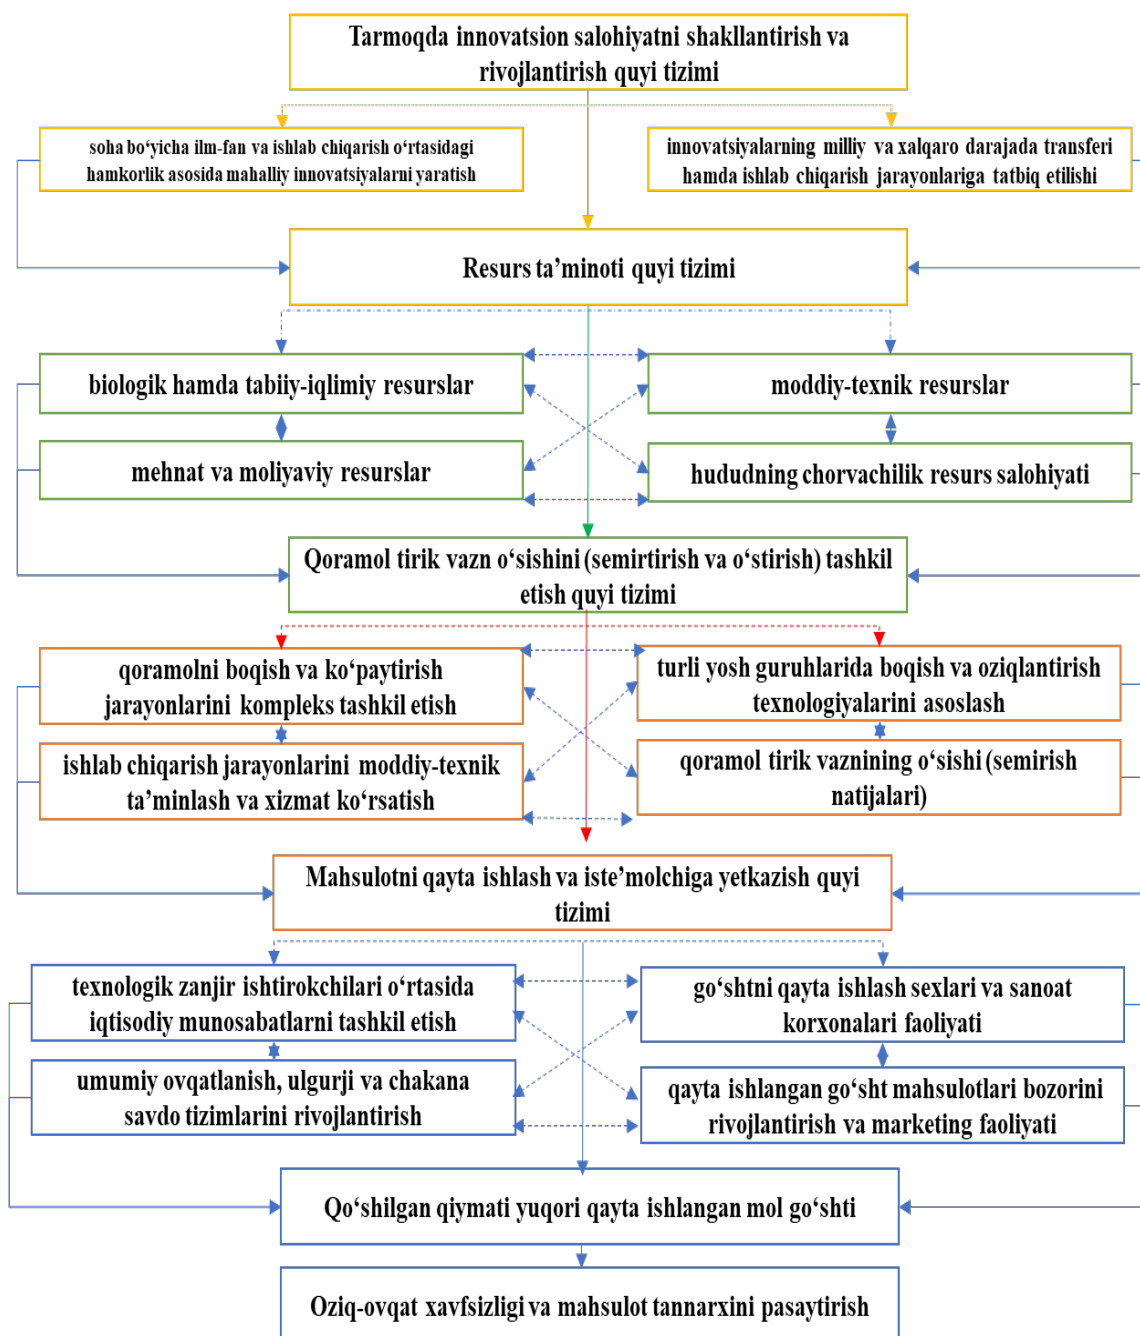 Tarmoqda innovatsion salohiyatni shakllantirish va
rivojlantirish quyi tizimi
soha bo‘yicha ilm-fan va ishlab chiqarish o‘rtasidagi
hamkorlik asosida mahalliy innovatsiyalarni yaratish
innovatsiyalarning milliy va xalqaro darajada transferi
hamda ishlab chiqarish jarayonlariga tatbiq etilishi
Resurs ta’minoti quyi tizimi
biologik hamda tabiiy-iqlimiy resurslar
moddiy-texnik resurslar
mehnat va moliyaviy resurslar
hududning chorvachilik resurs salohiyati
Qoramol tirik vazn o‘sishini (semirtirish va o‘stirish) tashkil
etish quyi tizimi
qoramolni boqish va ko‘paytirish
jarayonlarini kompleks tashkil etish
turli yosh guruhlarida boqish va oziqlantirish
texnologiyalarini asoslash
ishlab chiqarish jarayonlarini moddiy-texnik
ta’minlash va xizmat ko‘rsatish
qoramol tirik vaznining o‘sishi (semirish
natijalari)
Mahsulotni qayta ishlash va iste’molchiga yetkazish quyi
tizimi
texnologik zanjir ishtirokchilari o‘rtasida
iqtisodiy munosabatlarni tashkil etish
go‘shtni qayta ishlash sexlari va sanoat
korxonalari faoliyati
umumiy ovqatlanish, ulgurji va chakana
savdo tizimlarini rivojlantirish
qayta ishlangan go‘sht mahsulotlari bozorini
rivojlantirish va marketing faoliyati
Qo‘shilgan qiymati yuqori qayta ishlangan mol go‘shti
Oziq-ovqat xavfsizligi va mahsulot tannarxini pasaytirish